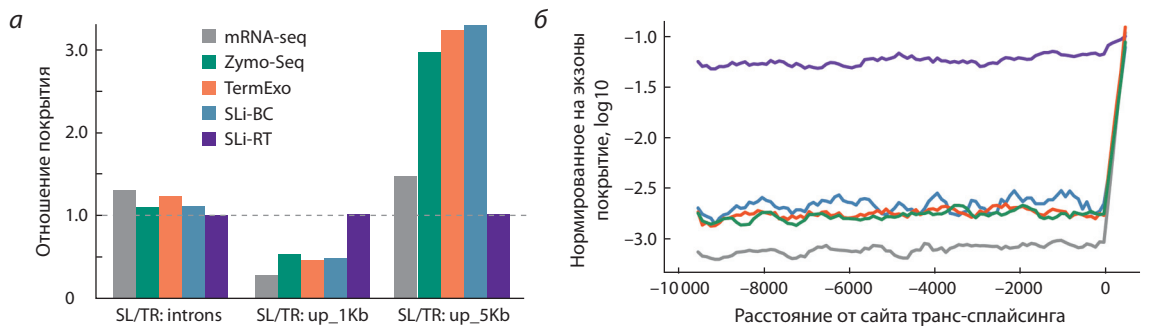 а
Отношение покрытия
3.0
2.0
1.0
0
mRNA-seq
Zymo-Seq
TermExo
SLi-BC
SLi-RT
SL/TR: introns
SL/TR: up_1Kb
SL/TR: up_5Kb
б
Нормированное на экзоны
покрытие, log10
–1.0
–1.5
–2.0
–2.5
–3.0
–10 000
–8000
–6000
–4000
–2000
0
Расстояние от сайта транс-сплайсинга